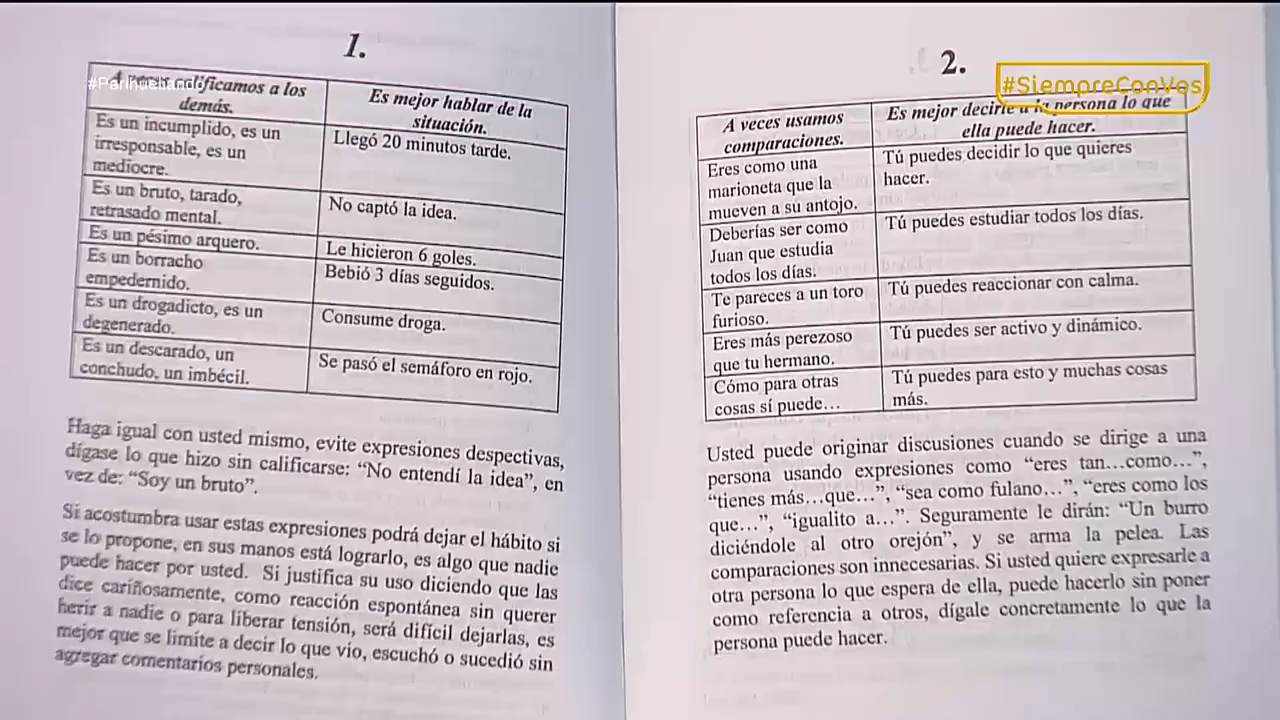 #Parihueliando
#SiempreConVos
1.
A veces calificamos a los
demás.
Es mejor hablar de la
situación.
Es un incumplido, es un
irresponsable, es un
mediocre.
Llegó 20 minutos tarde.
Es un bruto, tarado,
retrasado mental.
No captó la idea.
Es un pésimo arquero.
Le hicieron 6 goles.
Es un borracho
empedernido.
Bebió 3 días seguidos.
Es un drogadicto, es un
degenerado.
Consume droga.
Es un descarado, un
conchudo, un imbécil.
Se pasó el semáforo en rojo.
Haga igual con usted mismo, evite expresiones despectivas,
dígase lo que hizo sin calificarse: “No entendí la idea”, en
vez de: “Soy un bruto”.
Si acostumbra usar estas expresiones podrá dejar el hábito si
se lo propone, en sus manos está lograrlo, es algo que nadie
puede hacer por usted. Si justifica su uso diciendo que las
dice cariñosamente, como reacción espontánea sin querer
herir a nadie o para liberar tensión, será difícil dejarlas, es
mejor que se limite a decir lo que vio, escuchó o sucedió sin
agregar comentarios personales.
2.
A veces usamos
comparaciones.
Es mejor decirle a la persona lo que
ella puede hacer.
Eres como una
marioneta que la
mueven a su antojo.
Tú puedes decidir lo que quieres
hacer.
Deberías ser como
Juan que estudia
todos los días.
Tú puedes estudiar todos los días.
Te pareces a un toro
furioso.
Tú puedes reaccionar con calma.
Eres más perezoso
que tu hermano.
Tú puedes ser activo y dinámico.
Cómo para otras
cosas sí puede…
Tú puedes para esto y muchas cosas
más.
Usted puede originar discusiones cuando se dirige a una
persona usando expresiones como “eres tan…como…”,
“tienes más…que…”, “sea como fulano…”, “eres como los
que…”, “igualito a…”. Seguramente le dirán: “Un burro
diciéndole al otro orejón”, y se arma la pelea. Las
comparaciones son innecesarias. Si usted quiere expresarle a
otra persona lo que espera de ella, puede hacerlo sin poner
como referencia a otros, dígale concretamente lo que la
persona puede hacer.